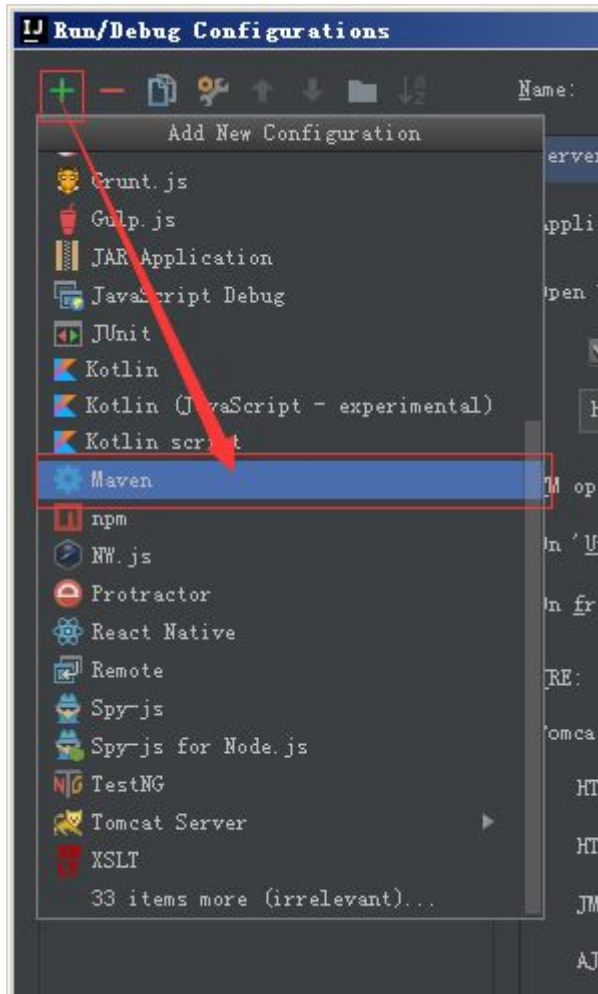 Run/Debug Configurations
Name:
Add New Configuration
Grunt.js
Gulp.js
JAR Application
JavaScript Debug
JUnit
Kotlin
Kotlin (JavaScript - experimental)
Kotlin script
Maven
npm
NW.js
Protractor
React Native
Remote
Spy-js
Spy-js for Node.js
TestNG
Tomcat Server
XSLT
33 items more (irrelevant)...